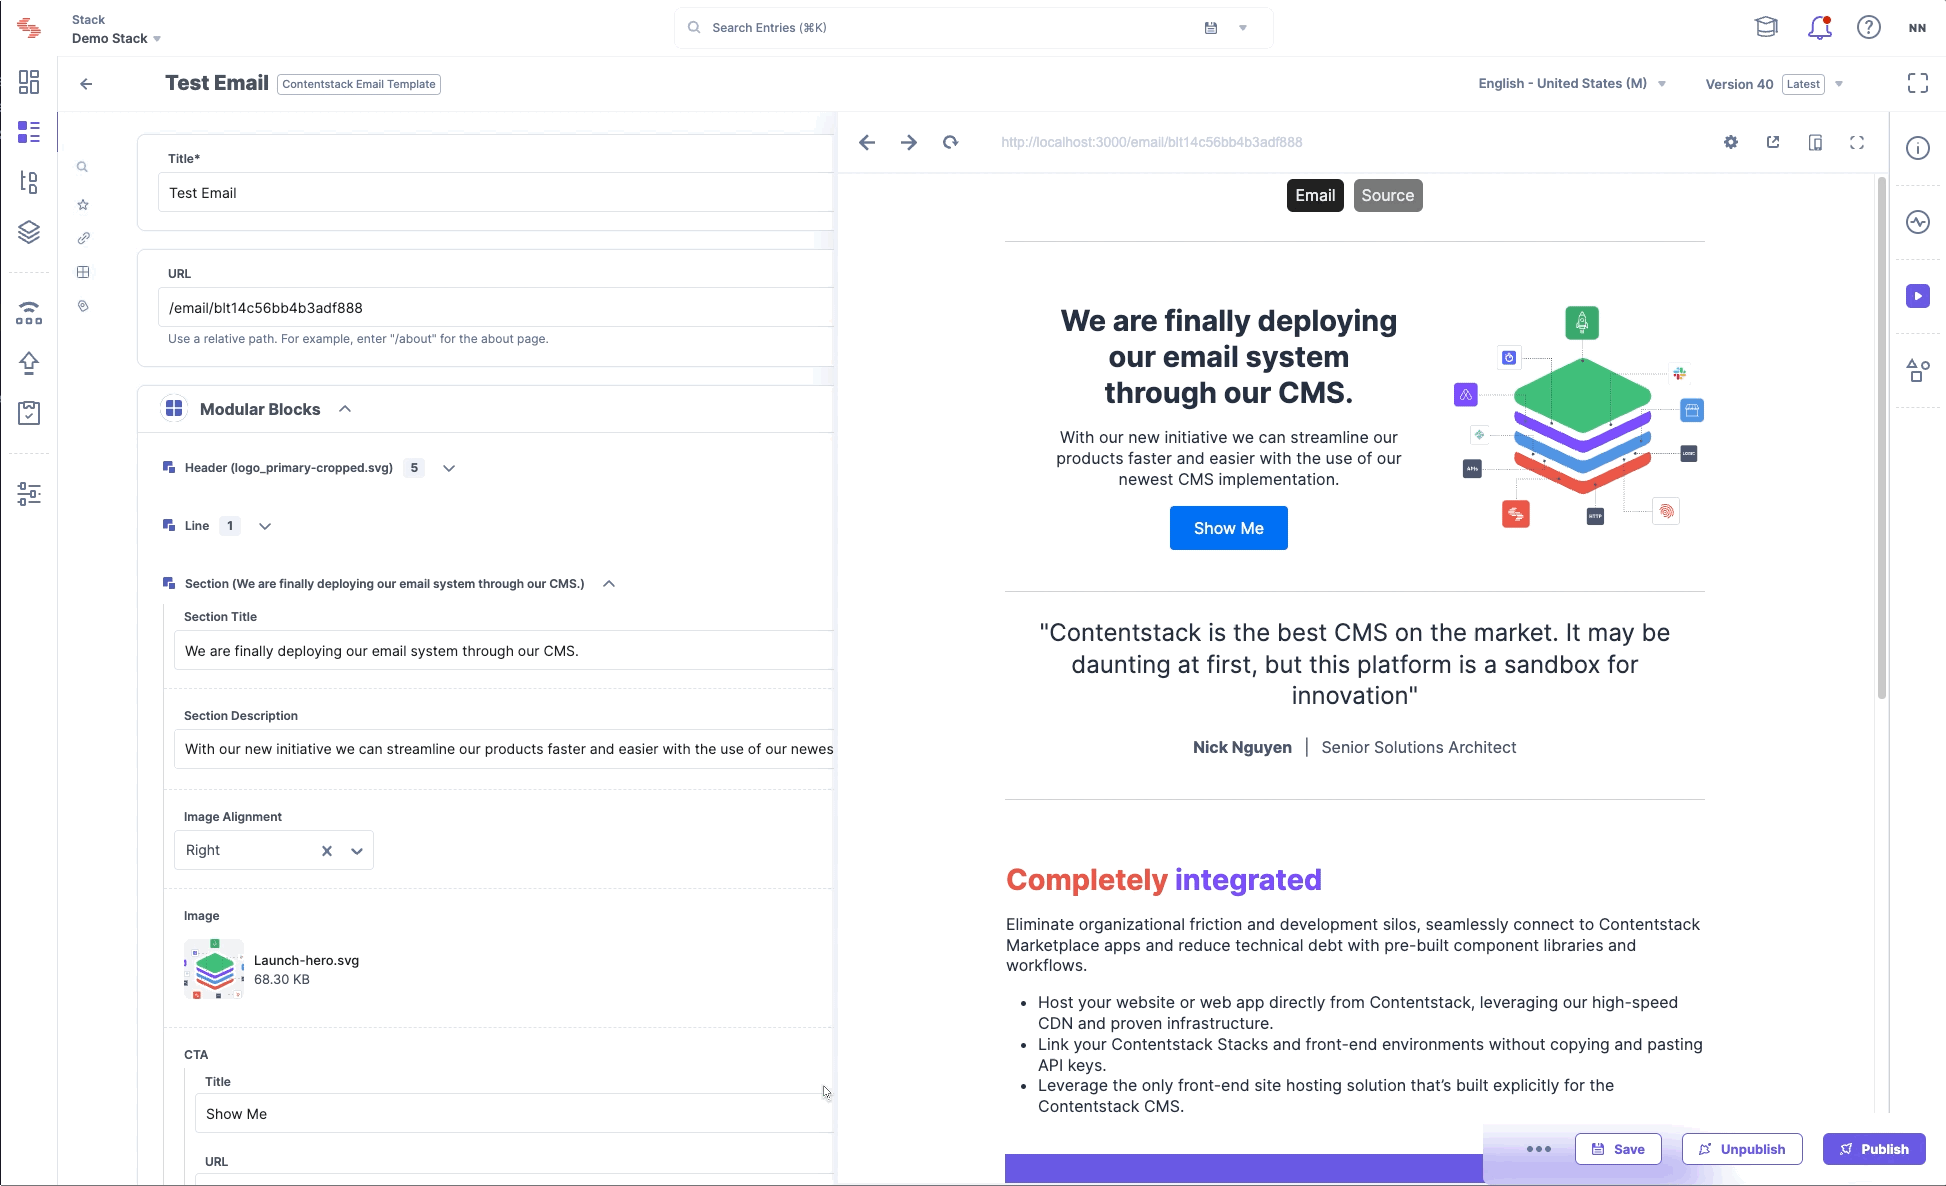 Stack
Demo Stack
Search Entries (⌘K)
NN
Test Email
Contentstack Email Template
English - United States (M)
Version 40
Latest
Title*
Test Email
URL
/email/blt14c56bb4b3adf888
Use a relative path. For example, enter "/about" for the about page.
Modular Blocks
Header (logo_primary-cropped.svg) 5
Line 1
Section (We are finally deploying our email system through our CMS.)
Section Title
We are finally deploying our email system through our CMS.
Section Description
With our new initiative we can streamline our products faster and easier with the use of our newes
Image Alignment
Right
Image
Launch-hero.svg
68.30 KB
CTA
Title
Show Me
URL
http://localhost:3000/email/blt14c56bb4b3adf888
Email
Source
We are finally deploying
our email system
through our CMS.
With our new initiative we can streamline our
products faster and easier with the use of our
newest CMS implementation.
Show Me
APIs
LOGIC
HTTP
"Contentstack is the best CMS on the market. It may be
daunting at first, but this platform is a sandbox for
innovation"
Nick Nguyen | Senior Solutions Architect
Completely integrated
Eliminate organizational friction and development silos, seamlessly connect to Contentstack
Marketplace apps and reduce technical debt with pre-built component libraries and
workflows.
• Host your website or web app directly from Contentstack, leveraging our high-speed
CDN and proven infrastructure.
• Link your Contentstack Stacks and front-end environments without copying and pasting
API keys.
• Leverage the only front-end site hosting solution that's built explicitly for the
Contentstack CMS.
Save
Unpublish
Publish